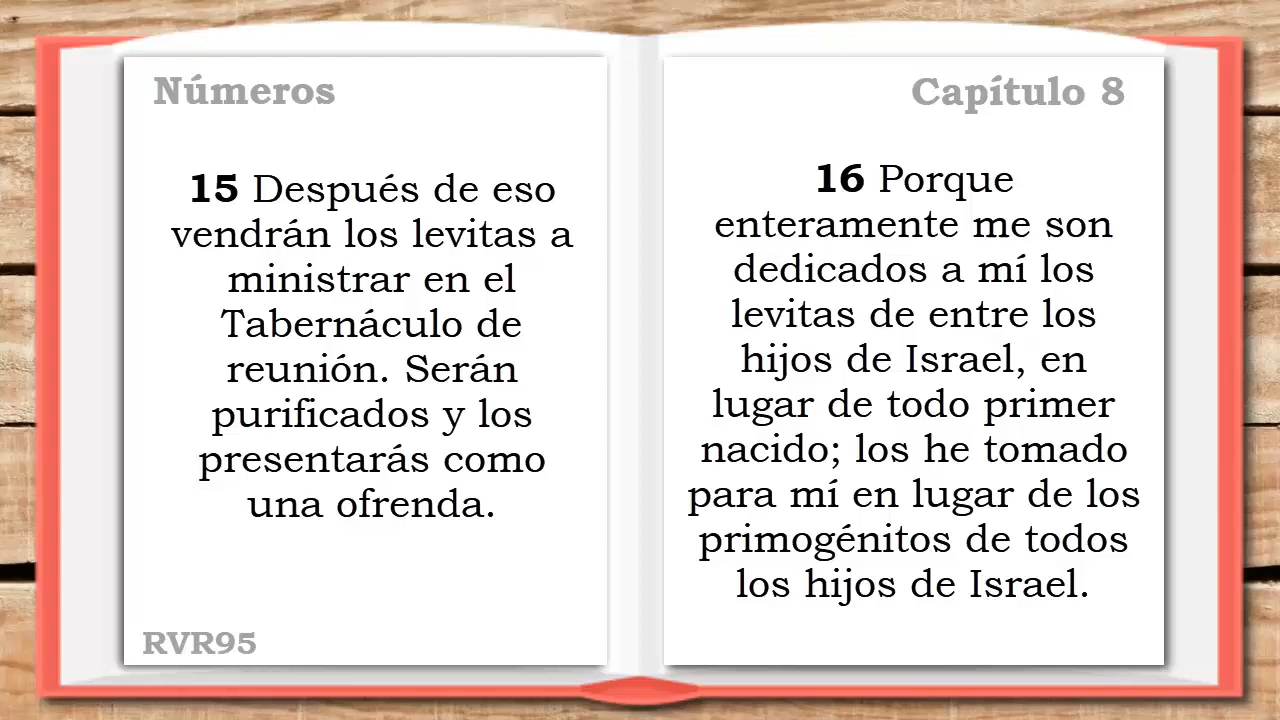 Números
15 Después de eso
vendrán los levitas a
ministrar en el
Tabernáculo de
reunión. Serán
purificados y los
presentarás como
una ofrenda.
RVR95
Capítulo 8
16 Porque
enteramente me son
dedicados a mí los
levitas de entre los
hijos de Israel, en
lugar de todo primer
nacido; los he tomado
para mí en lugar de los
primogénitos de todos
los hijos de Israel.